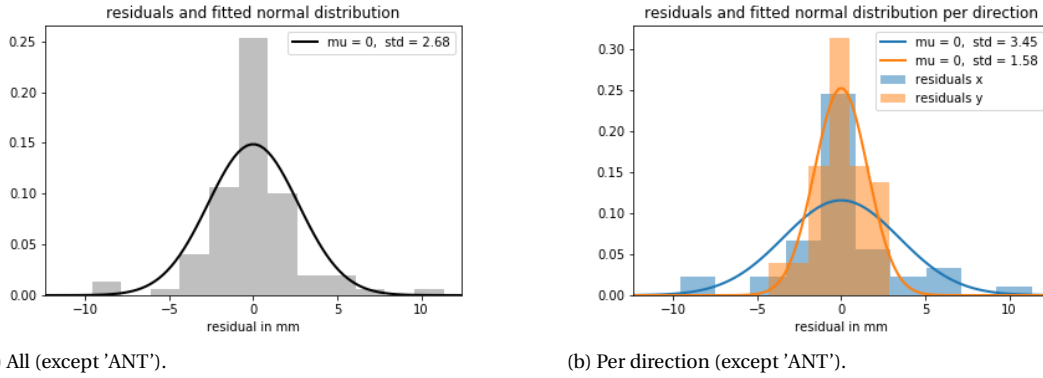 residuals and fitted normal distribution
mu = 0, std = 2.68
0.25
0.20
0.15
0.10
0.05
0.00
−10 −5 0 5 10
residual in mm
) All (except 'ANT').
residuals and fitted normal distribution per direction
mu = 0, std = 3.45
mu = 0, std = 1.58
residuals x
residuals y
0.30
0.25
0.20
0.15
0.10
0.05
0.00
−10 −5 0 5 10
residual in mm
(b) Per direction (except 'ANT').